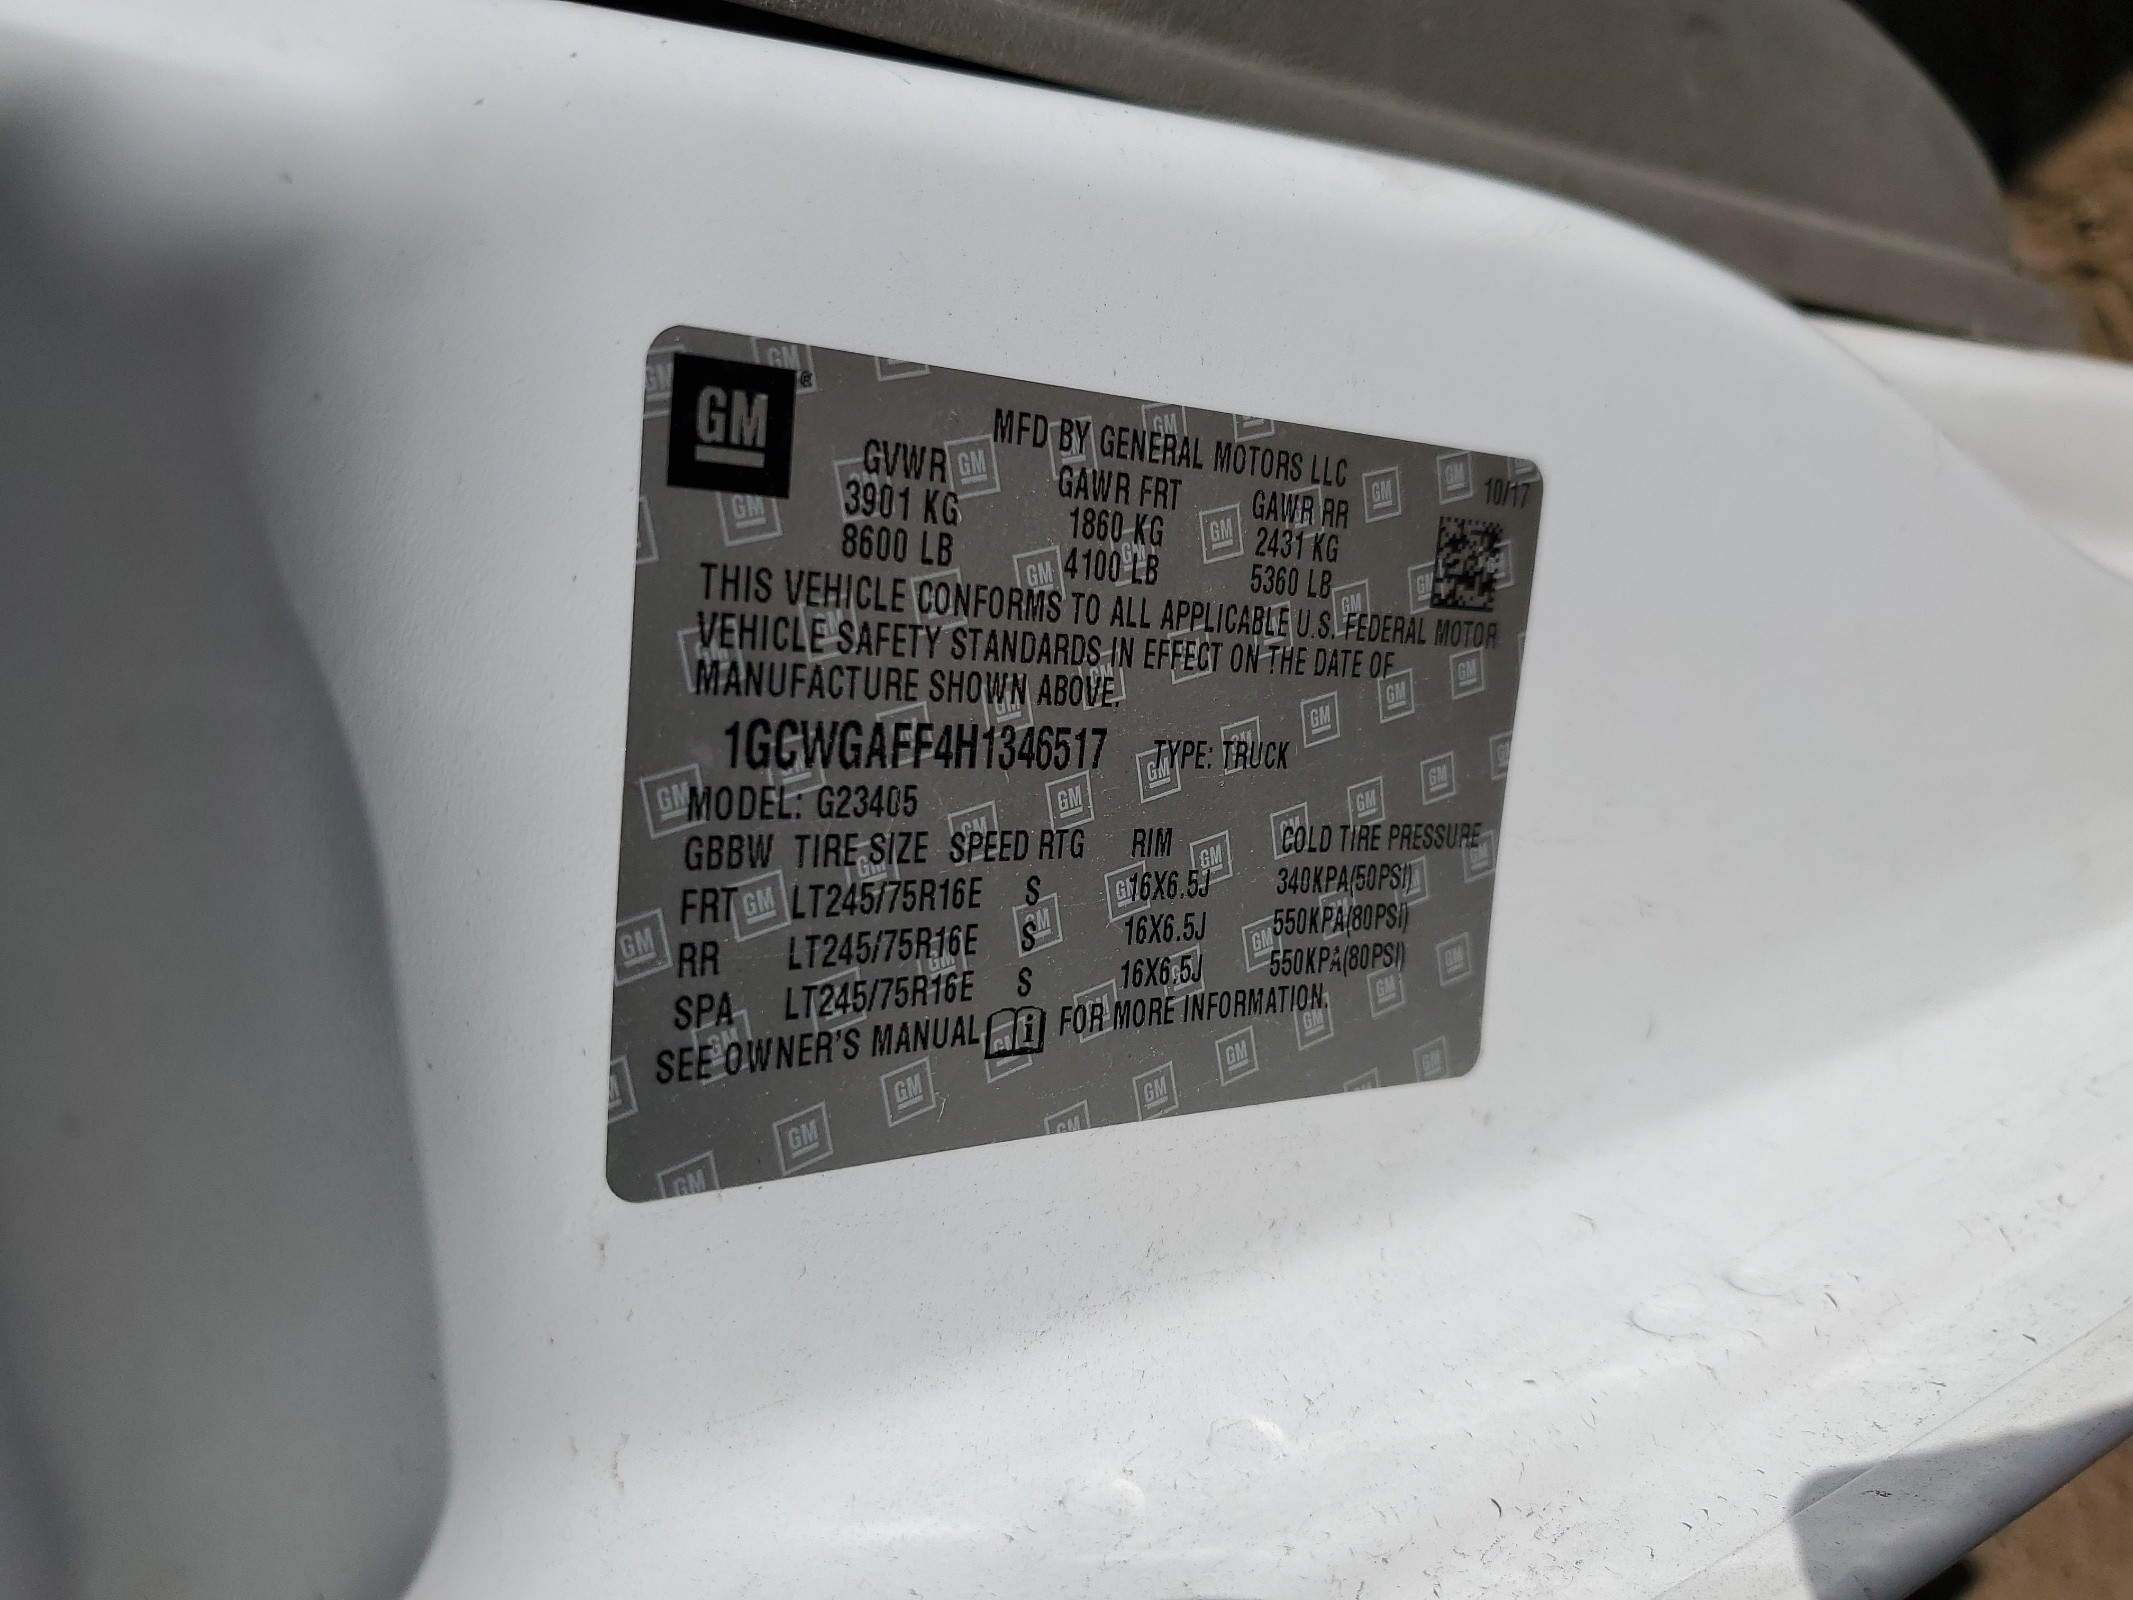 GM ®
MFD BY GENERAL MOTORS LLC
10/17
GVWR GAWR FRT GAWR RR
3901 KG 1860 KG 2431 KG
8600 LB 4100 LB 5360 LB
THIS VEHICLE CONFORMS TO ALL APPLICABLE U.S. FEDERAL MOTOR
VEHICLE SAFETY STANDARDS IN EFFECT ON THE DATE OF
MANUFACTURE SHOWN ABOVE.
1GCWGAFF4H1346517 TYPE: TRUCK
MODEL: G23405
GBBW TIRE SIZE SPEED RTG RIM COLD TIRE PRESSURE
FRT LT245/75R16E S 16X6.5J 340KPA(50PSI)
RR LT245/75R16E S 16X6.5J 550KPA(80PSI)
SPA LT245/75R16E S 16X6.5J 550KPA(80PSI)
SEE OWNER'S MANUAL i FOR MORE INFORMATION.